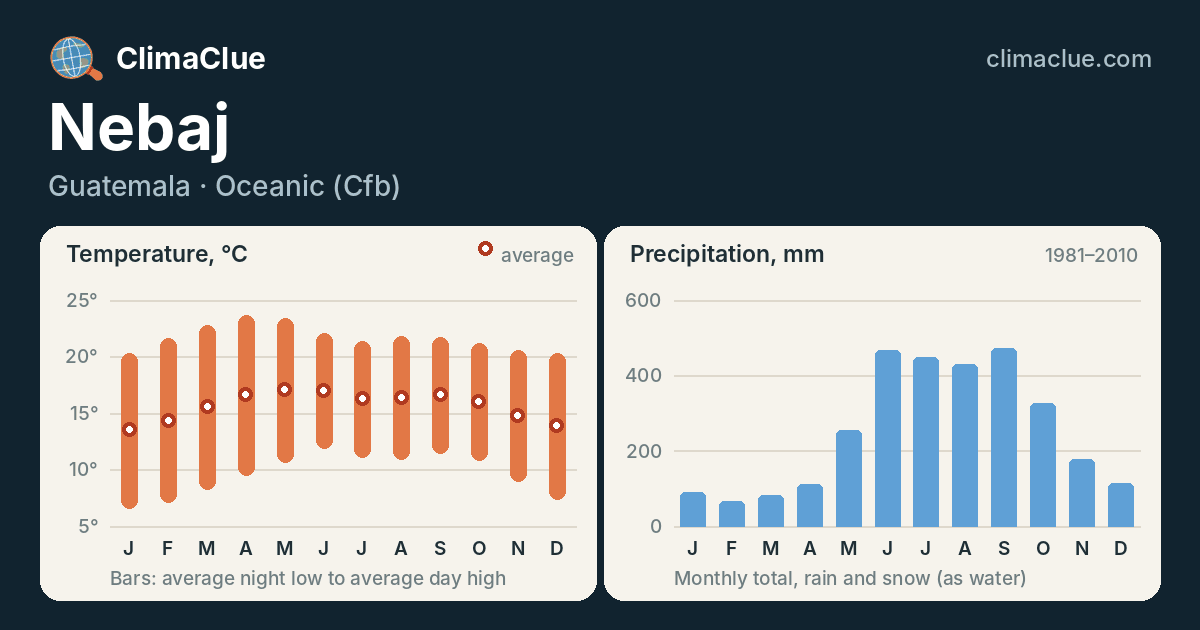 ClimaClue
climaclue.com
Nebaj
Guatemala · Oceanic (Cfb)
Temperature, °C
average
25°
20°
15°
10°
5°
J F M A M J J A S O N D
Bars: average night low to average day high
Precipitation, mm
1981–2010
600
400
200
0
J F M A M J J A S O N D
Monthly total, rain and snow (as water)